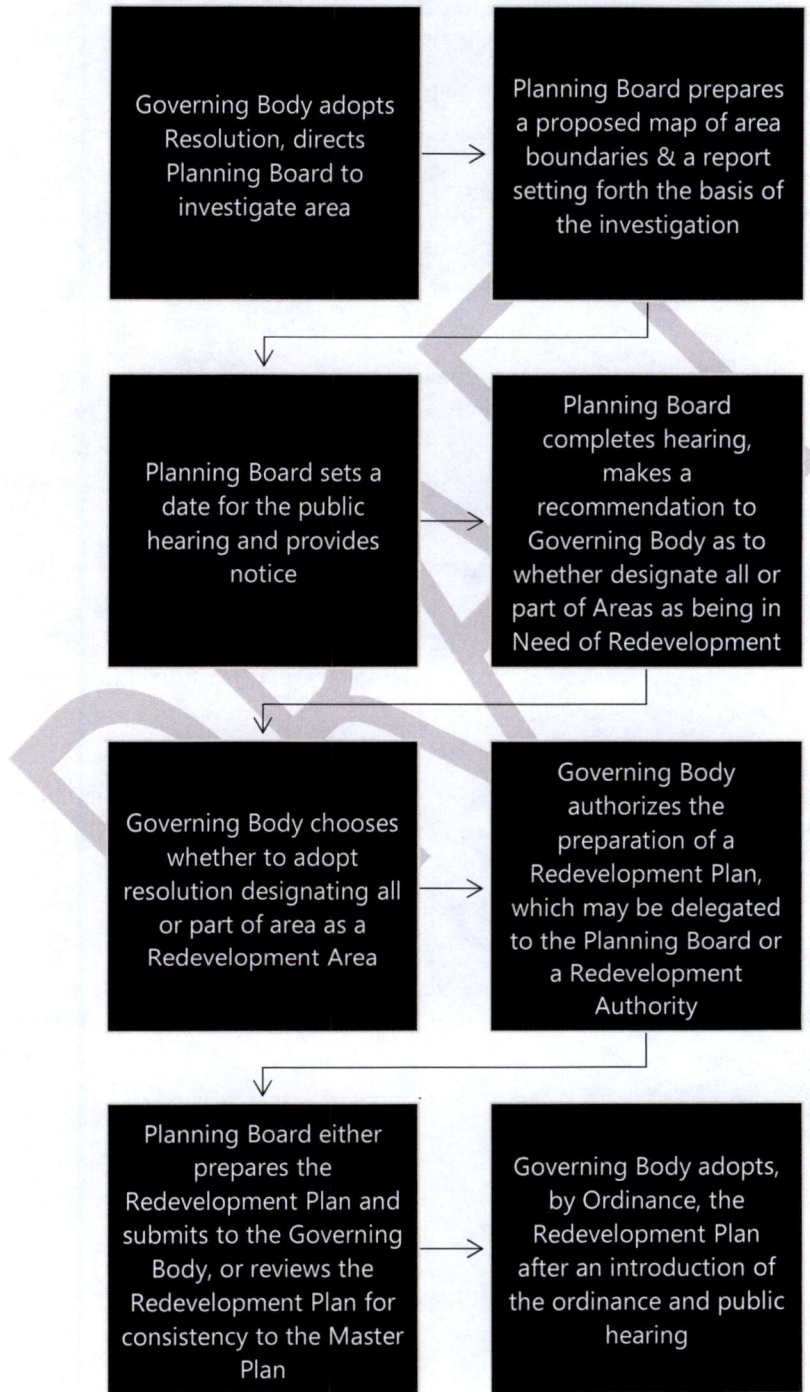 Governing Body adopts
Resolution, directs
Planning Board to
investigate area
Planning Board prepares
a proposed map of area
boundaries & a report
setting forth the basis of
the investigation
Planning Board sets a
date for the public
hearing and provides
notice
Planning Board
completes hearing,
makes a
recommendation to
Governing Body as to
whether designate all or
part of Areas as being in
Need of Redevelopment
Governing Body chooses
whether to adopt
resolution designating all
or part of area as a
Redevelopment Area
Governing Body
authorizes the
preparation of a
Redevelopment Plan,
which may be delegated
to the Planning Board or
a Redevelopment
Authority
Planning Board either
prepares the
Redevelopment Plan and
submits to the Governing
Body, or reviews the
Redevelopment Plan for
consistency to the Master
Plan
Governing Body adopts,
by Ordinance, the
Redevelopment Plan
after an introduction of
the ordinance and public
hearing